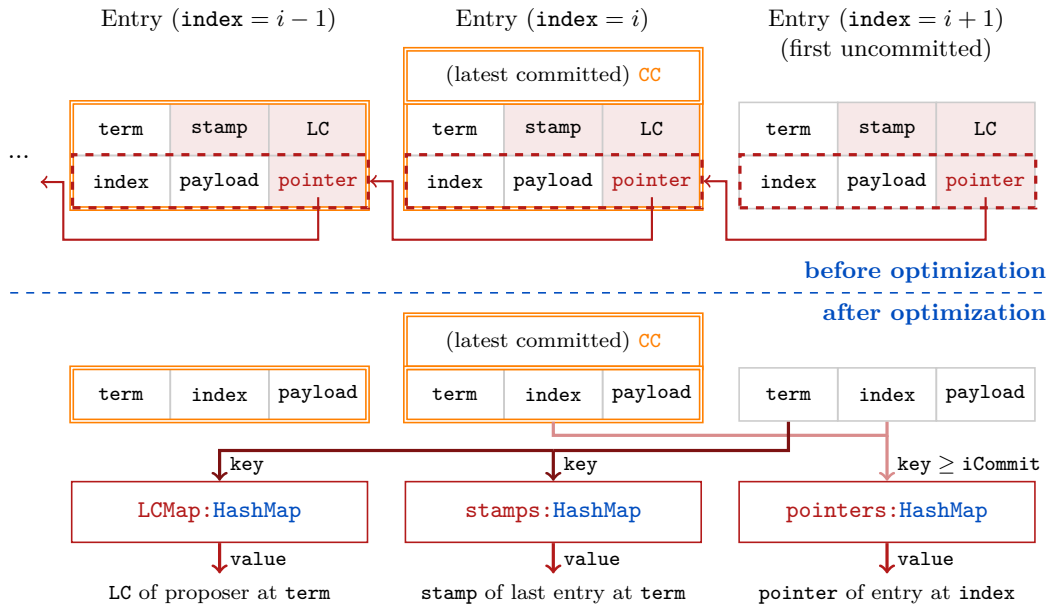 Entry (index = i − 1) Entry (index = i) Entry (index = i + 1)
(first uncommitted)
(latest committed) CC
term stamp LC term stamp LC term stamp LC
...
index payload pointer index payload pointer index payload pointer
before optimization
after optimization
(latest committed) CC
term index payload term index payload term index payload
key key key ≥ iCommit
LCMap:HashMap stamps:HashMap pointers:HashMap
value value value
LC of proposer at term stamp of last entry at term pointer of entry at index